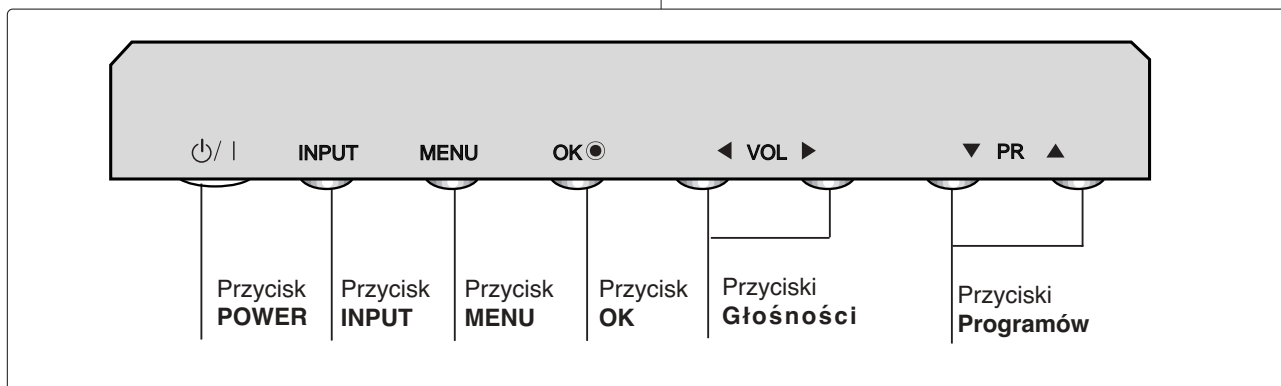 ⏻/ | INPUT MENU OK◉ ◀ VOL ▶ ▼ PR ▲
Przycisk
POWER
Przycisk
INPUT
Przycisk
MENU
Przycisk
OK
Przyciski
Głośności
Przyciski
Programów